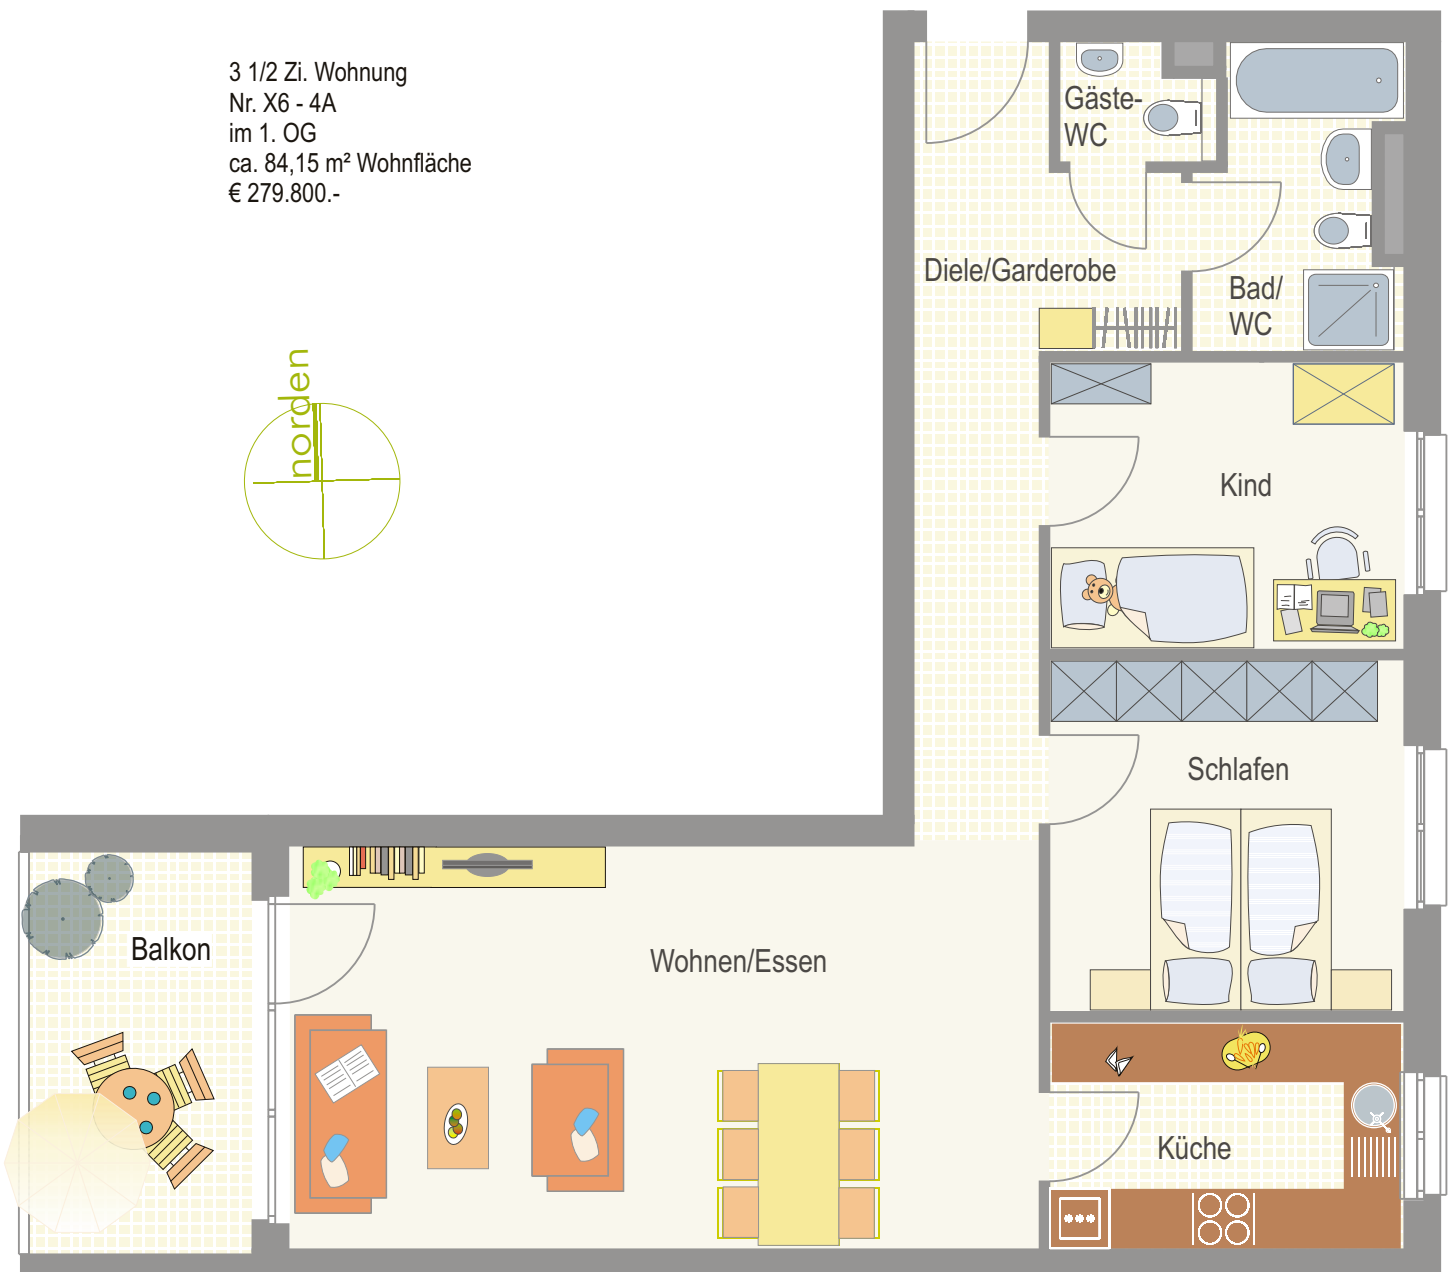 3 1/2 Zi. Wohnung
Nr. X6 - 4A
im 1. OG
ca. 84,15 m² Wohnfläche
€ 279.800.-
norden
Gäste-
WC
Diele/Garderobe
Bad/
WC
Kind
Schlafen
Balkon
Wohnen/Essen
Küche